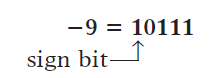 −9 = 10111
sign bit